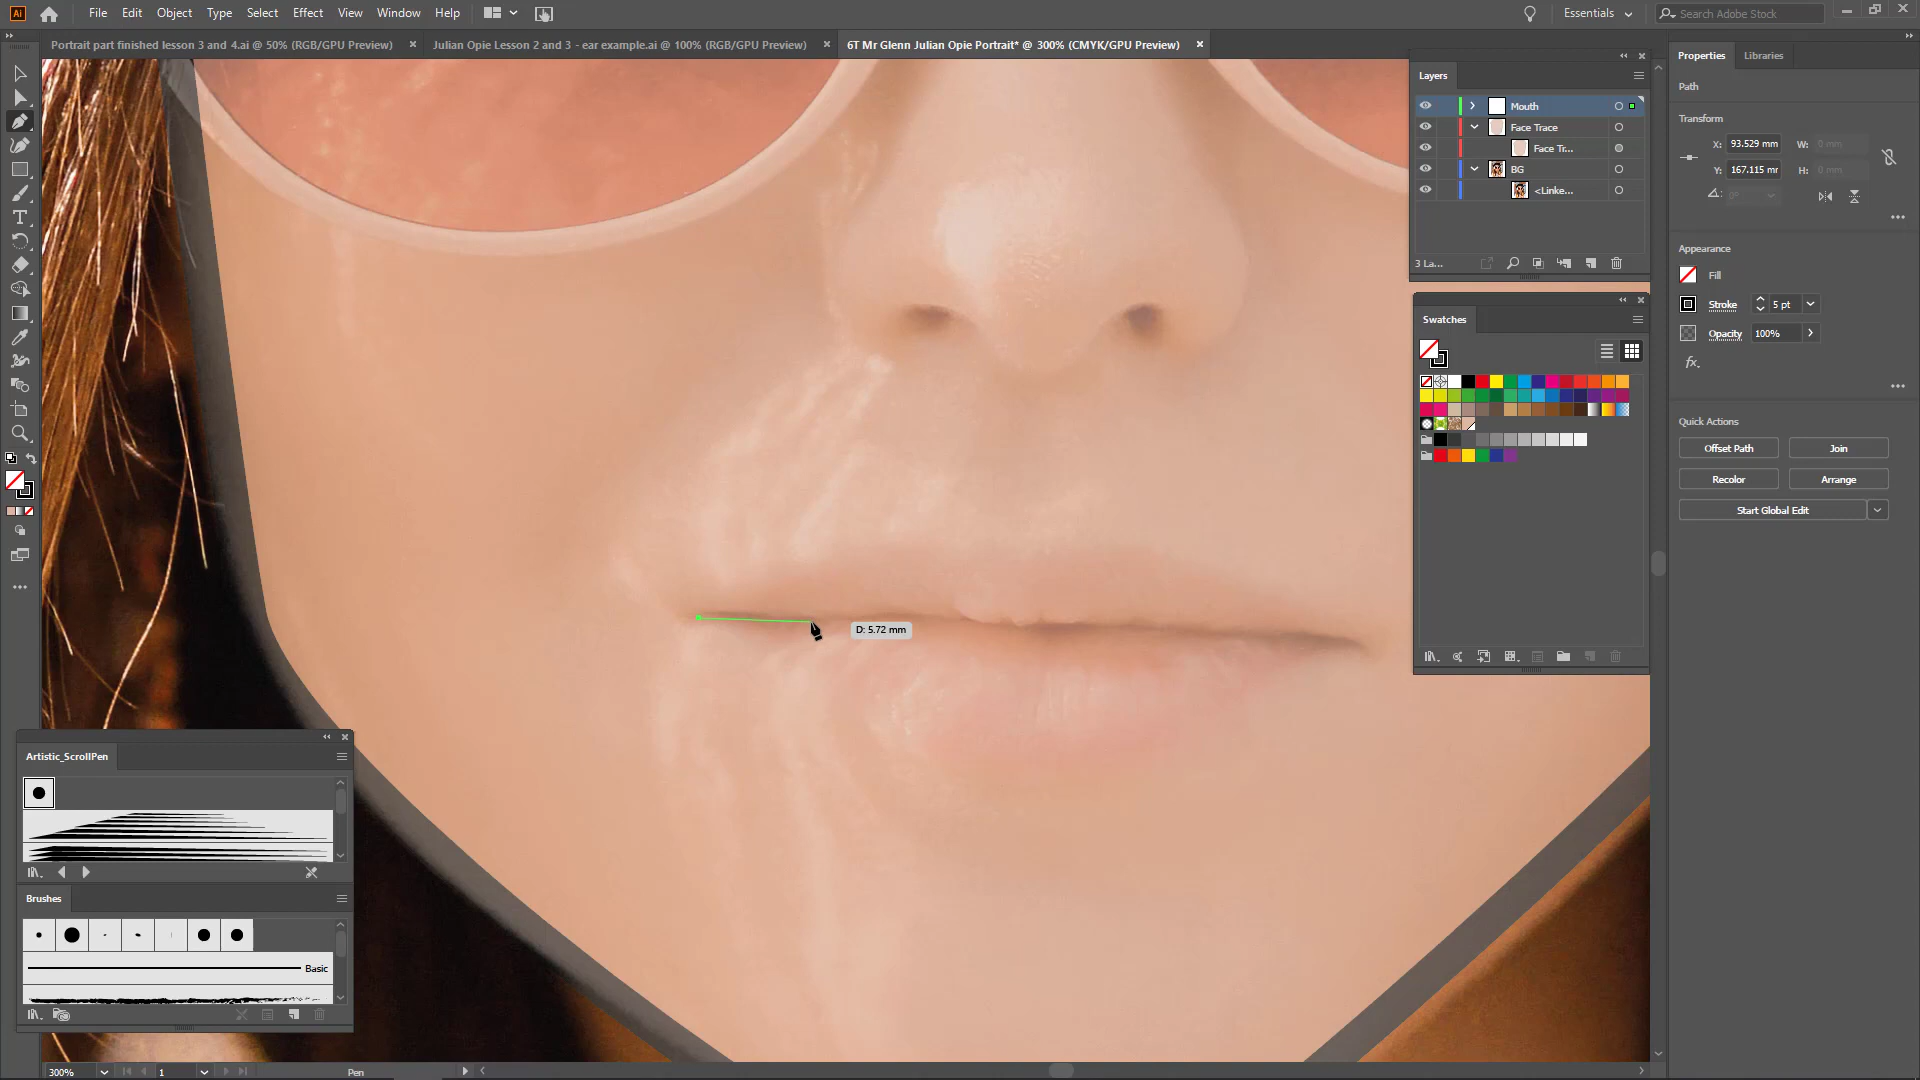 Ai File Edit Object Type Select Effect View Window Help Essentials Search Adobe Stock
Portrait part finished lesson 3 and 4.ai @ 50% (RGB/GPU Preview) Julian Opie Lesson 2 and 3 - ear example.ai @ 100% (RGB/GPU Preview) 6T Mr Glenn Julian Opie Portrait* @ 300% (CMYK/GPU Preview)
Properties Libraries
Layers
Path
Mouth
Transform
Face Trace
X: 93.529 mm W: 0 mm
Face Tr...
BG
Y: 167.115 mr H: 0 mm
<Linke...
0°
Appearance
3 La...
Fill
Stroke 5 pt
Swatches
Opacity 100%
fx.
Quick Actions
Offset Path Join
Recolor Arrange
Start Global Edit
D: 5.72 mm
Artistic_ScrollPen
Brushes
Basic
300% 1 Pen